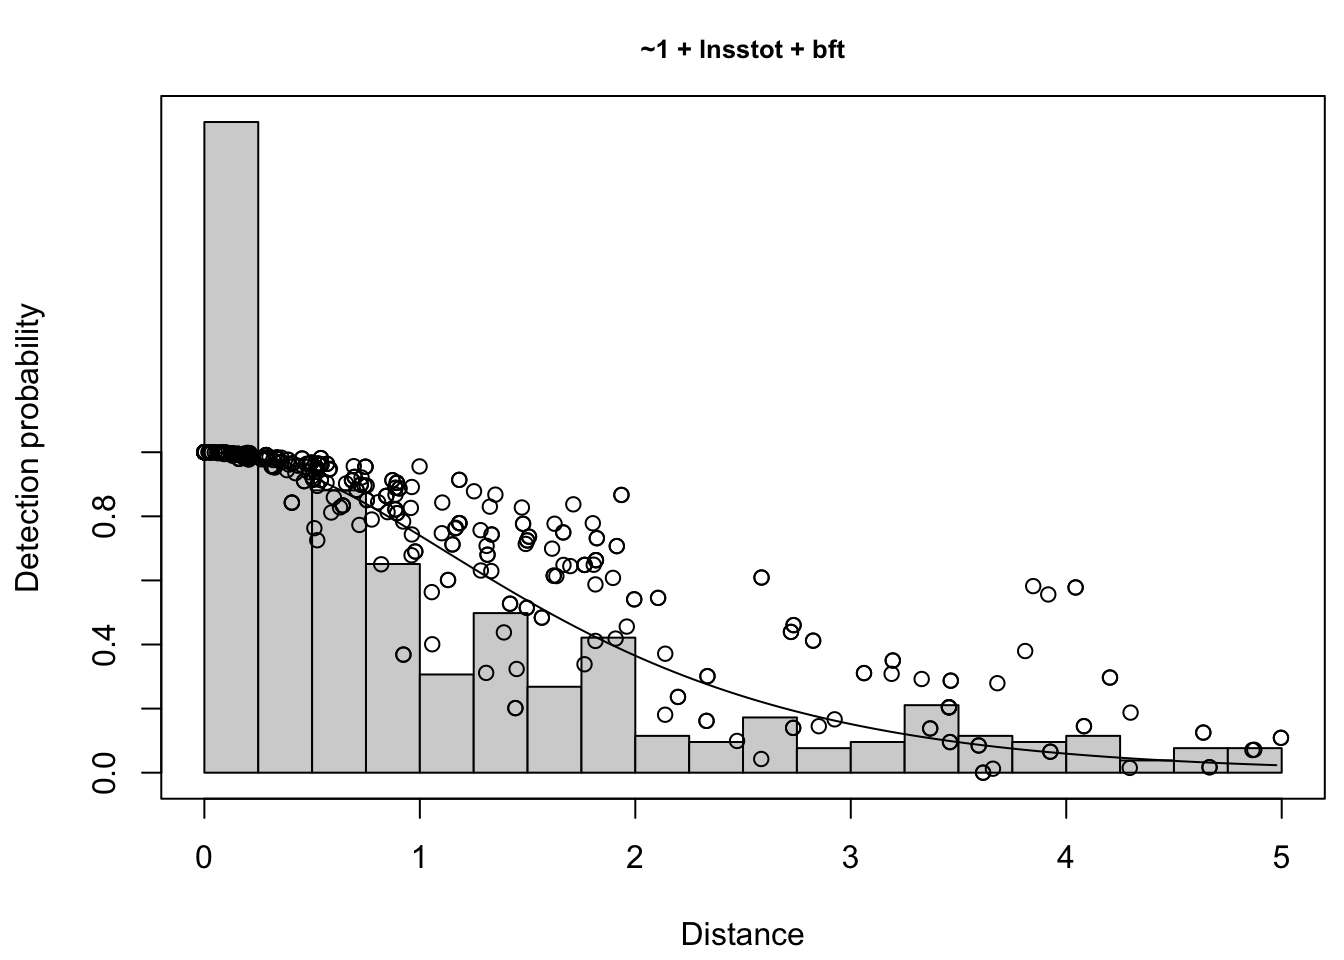 ~1 + lnsstot + bft
Detection probability
0.8
0.4
0.0
0 1 2 3 4 5
Distance